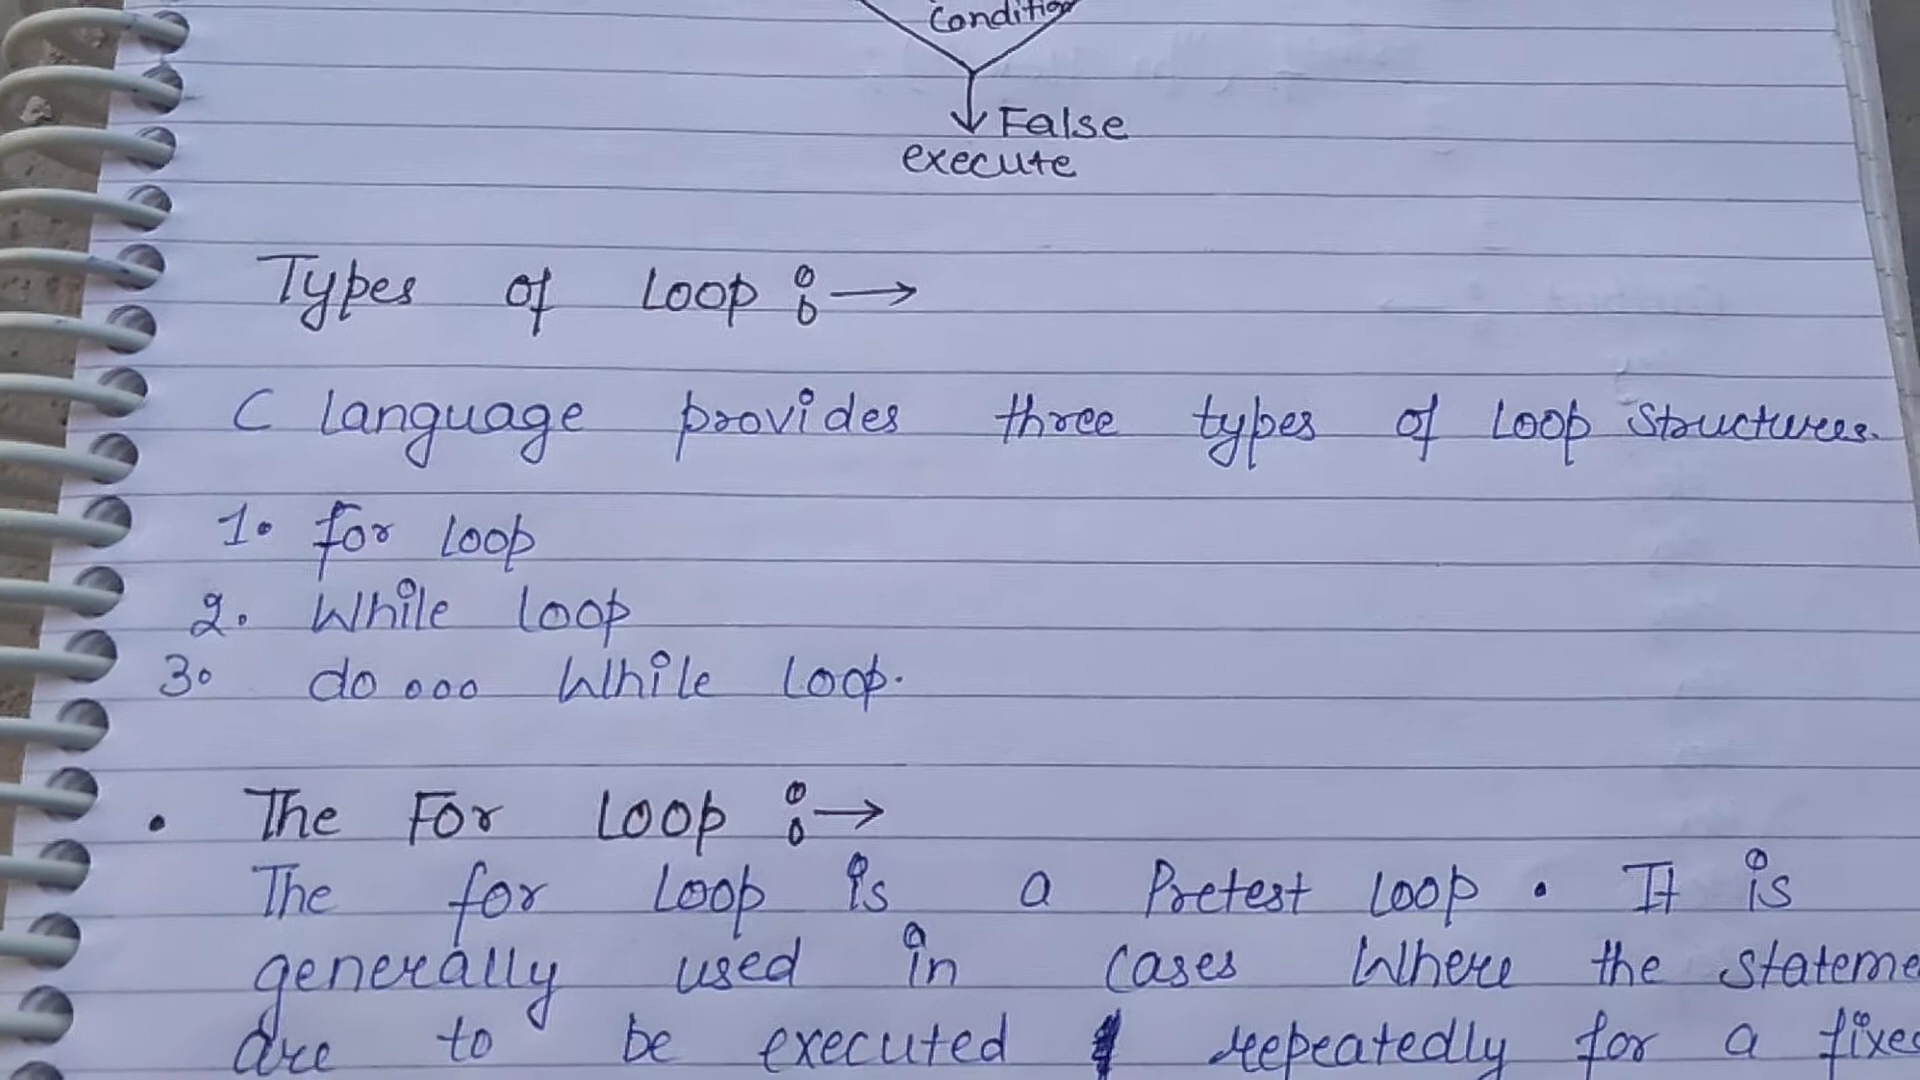 Condition
False
execute
Types of Loop :→
C language provides three types of Loop Structures.
1. for loop
2. While loop
3. do ... While Loop.
• The For Loop :→
The for Loop is a Pretest loop. It is
generally used in cases Where the stateme
are to be executed repeatedly for a fixed